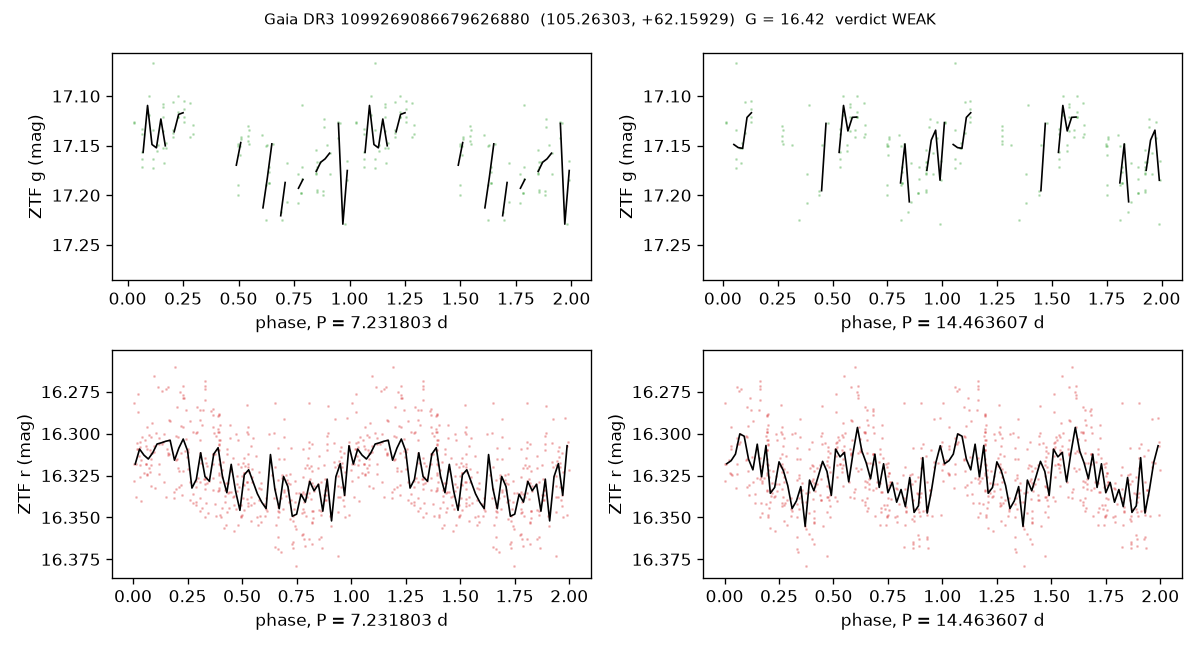 Gaia DR3 1099269086679626880 (105.26303, +62.15929) G = 16.42 verdict WEAK
ZTF g (mag)
17.10
17.15
17.20
17.25
0.00 0.25 0.50 0.75 1.00 1.25 1.50 1.75 2.00
phase, P = 7.231803 d
ZTF g (mag)
17.10
17.15
17.20
17.25
0.00 0.25 0.50 0.75 1.00 1.25 1.50 1.75 2.00
phase, P = 14.463607 d
ZTF r (mag)
16.275
16.300
16.325
16.350
16.375
0.00 0.25 0.50 0.75 1.00 1.25 1.50 1.75 2.00
phase, P = 7.231803 d
ZTF r (mag)
16.275
16.300
16.325
16.350
16.375
0.00 0.25 0.50 0.75 1.00 1.25 1.50 1.75 2.00
phase, P = 14.463607 d